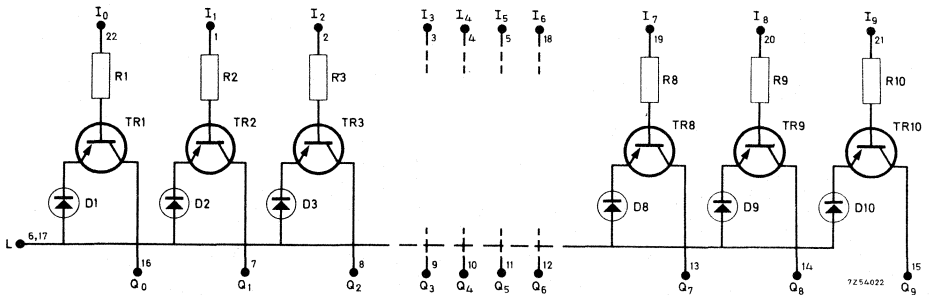 I0 I1 I2 I3 I4 I5 I6 I7 I8 I9
22 1 2 3 4 5 18 19 20 21
R1 R2 R3 R8 R9 R10
TR1 TR2 TR3 TR8 TR9 TR10
D1 D2 D3 D8 D9 D10
L 6,17
16 7 8 9 10 11 12 13 14 15
Q0 Q1 Q2 Q3 Q4 Q5 Q6 Q7 Q8 Q9
7Z54022